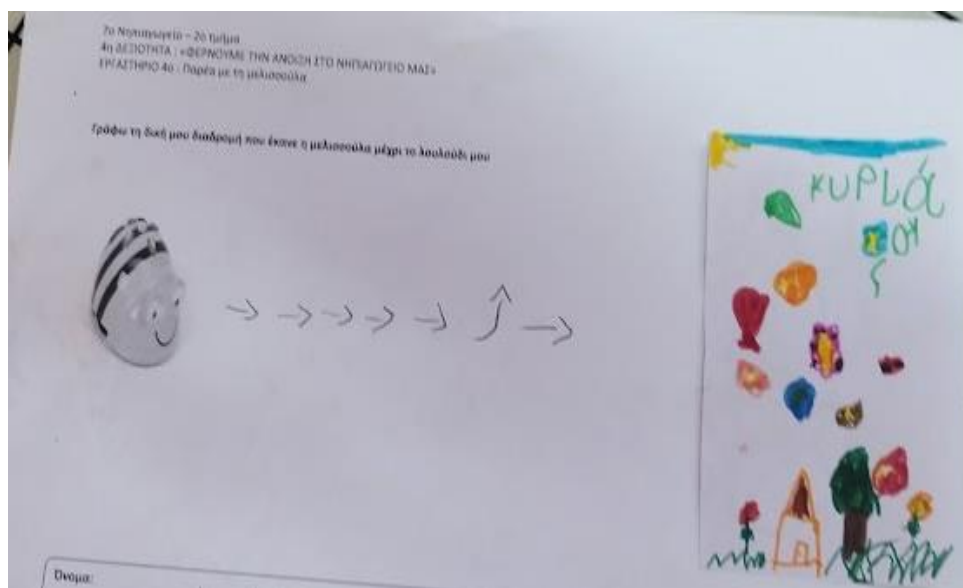 7ο Νηπιαγωγείο – 2ο τμήμα
4η ΔΕΞΙΟΤΗΤΑ : «ΦΕΡΝΟΥΜΕ ΤΗΝ ΑΝΟΙΞΗ ΣΤΟ ΝΗΠΙΑΓΩΓΕΙΟ ΜΑΣ»
ΕΡΓΑΣΤΗΡΙΟ 4ο : Παρέα με τη μελισσούλα
Γράφω τη δική μου διαδρομή που έκανε η μελισσούλα μέχρι το λουλούδι μου
ΚΥΡΙά
Όνομα: